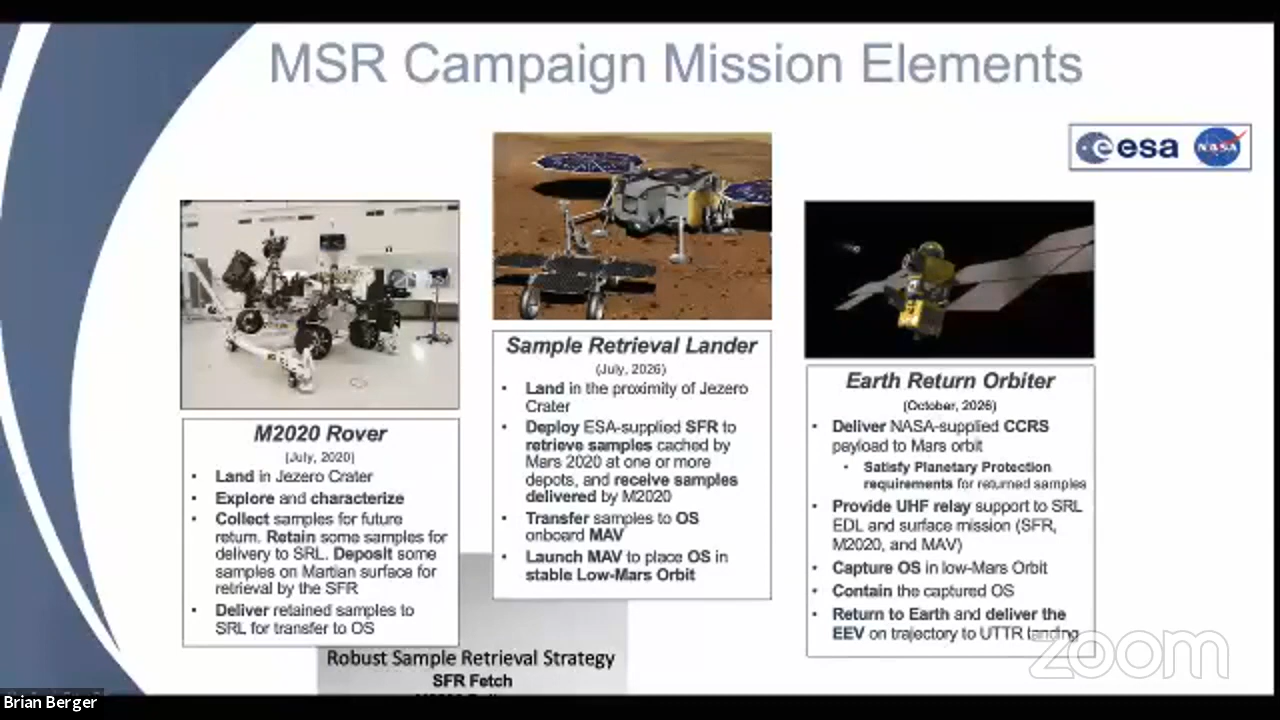 MSR Campaign Mission Elements
esa
NASA
M2020 Rover
(July, 2020)
• Land in Jezero Crater
• Explore and characterize
• Collect samples for future
return. Retain some samples for
delivery to SRL. Deposit some
samples on Martian surface for
retrieval by the SFR
• Deliver retained samples to
SRL for transfer to OS
Sample Retrieval Lander
(July, 2026)
• Land in the proximity of Jezero
Crater
• Deploy ESA-supplied SFR to
retrieve samples cached by
Mars 2020 at one or more
depots, and receive samples
delivered by M2020
• Transfer samples to OS
onboard MAV
• Launch MAV to place OS in
stable Low-Mars Orbit
Earth Return Orbiter
(October, 2026)
• Deliver NASA-supplied CCRS
payload to Mars orbit
• Satisfy Planetary Protection
requirements for returned samples
• Provide UHF relay support to SRL
EDL and surface mission (SFR,
M2020, and MAV)
• Capture OS in low-Mars Orbit
• Contain the captured OS
• Return to Earth and deliver the
EEV on trajectory to UTTR landing
Robust Sample Retrieval Strategy
SFR Fetch
zoom
Brian Berger